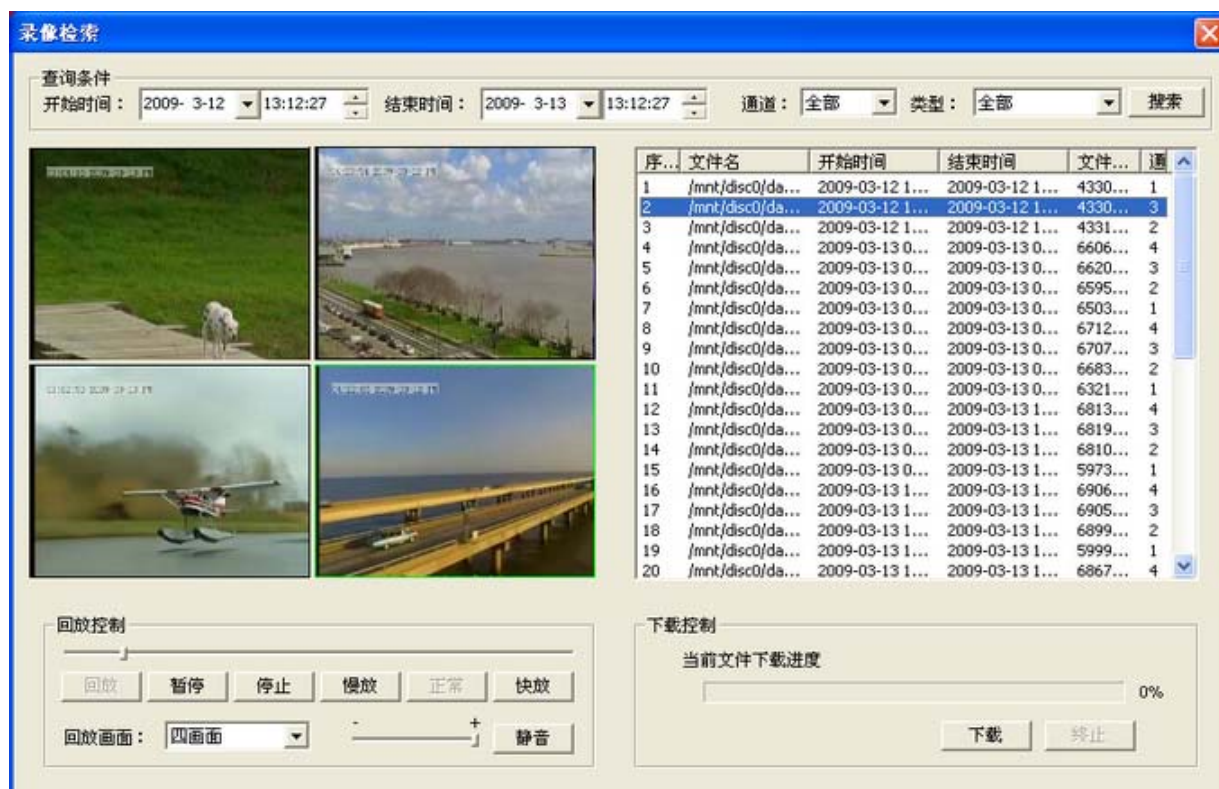 录像检索
查询条件
开始时间： 2009- 3-12 13:12:27 结束时间： 2009- 3-13 13:12:27 通道： 全部 类型： 全部 搜索
序... 文件名 开始时间 结束时间 文件... 通
1 /mnt/disc0/da... 2009-03-12 1... 2009-03-12 1... 4330... 1
2 /mnt/disc0/da... 2009-03-12 1... 2009-03-12 1... 4330... 3
3 /mnt/disc0/da... 2009-03-12 1... 2009-03-12 1... 4331... 2
4 /mnt/disc0/da... 2009-03-13 0... 2009-03-13 0... 6606... 4
5 /mnt/disc0/da... 2009-03-13 0... 2009-03-13 0... 6620... 3
6 /mnt/disc0/da... 2009-03-13 0... 2009-03-13 0... 6595... 2
7 /mnt/disc0/da... 2009-03-13 0... 2009-03-13 0... 6503... 1
8 /mnt/disc0/da... 2009-03-13 0... 2009-03-13 0... 6712... 4
9 /mnt/disc0/da... 2009-03-13 0... 2009-03-13 0... 6707... 3
10 /mnt/disc0/da... 2009-03-13 0... 2009-03-13 0... 6683... 2
11 /mnt/disc0/da... 2009-03-13 0... 2009-03-13 0... 6321... 1
12 /mnt/disc0/da... 2009-03-13 0... 2009-03-13 1... 6813... 4
13 /mnt/disc0/da... 2009-03-13 0... 2009-03-13 1... 6819... 3
14 /mnt/disc0/da... 2009-03-13 0... 2009-03-13 1... 6810... 2
15 /mnt/disc0/da... 2009-03-13 0... 2009-03-13 1... 5973... 1
16 /mnt/disc0/da... 2009-03-13 1... 2009-03-13 1... 6906... 4
17 /mnt/disc0/da... 2009-03-13 1... 2009-03-13 1... 6905... 3
18 /mnt/disc0/da... 2009-03-13 1... 2009-03-13 1... 6899... 2
19 /mnt/disc0/da... 2009-03-13 1... 2009-03-13 1... 5999... 1
20 /mnt/disc0/da... 2009-03-13 1... 2009-03-13 1... 6867... 4
回放控制
回放 暂停 停止 慢放 正常 快放
回放画面： 四画面 - + 静音
下载控制
当前文件下载进度
0%
下载 终止